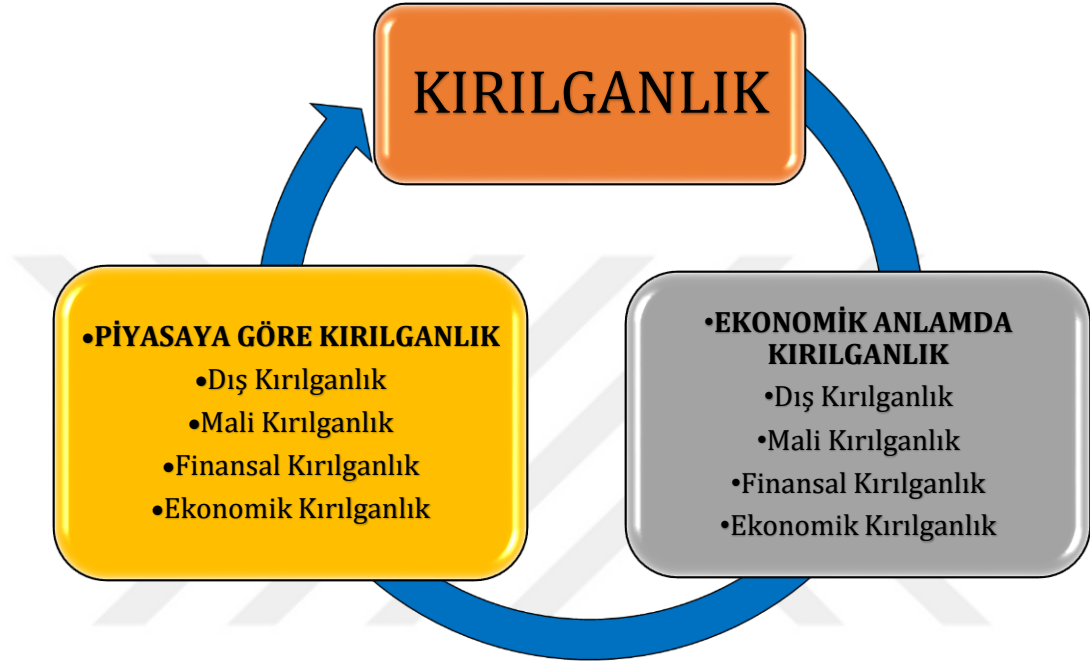 KIRILGANLIK
•PİYASAYA GÖRE KIRILGANLIK
•Dış Kırılganlık
•Mali Kırılganlık
•Finansal Kırılganlık
•Ekonomik Kırılganlık
•EKONOMİK ANLAMDA
KIRILGANLIK
•Dış Kırılganlık
•Mali Kırılganlık
•Finansal Kırılganlık
•Ekonomik Kırılganlık